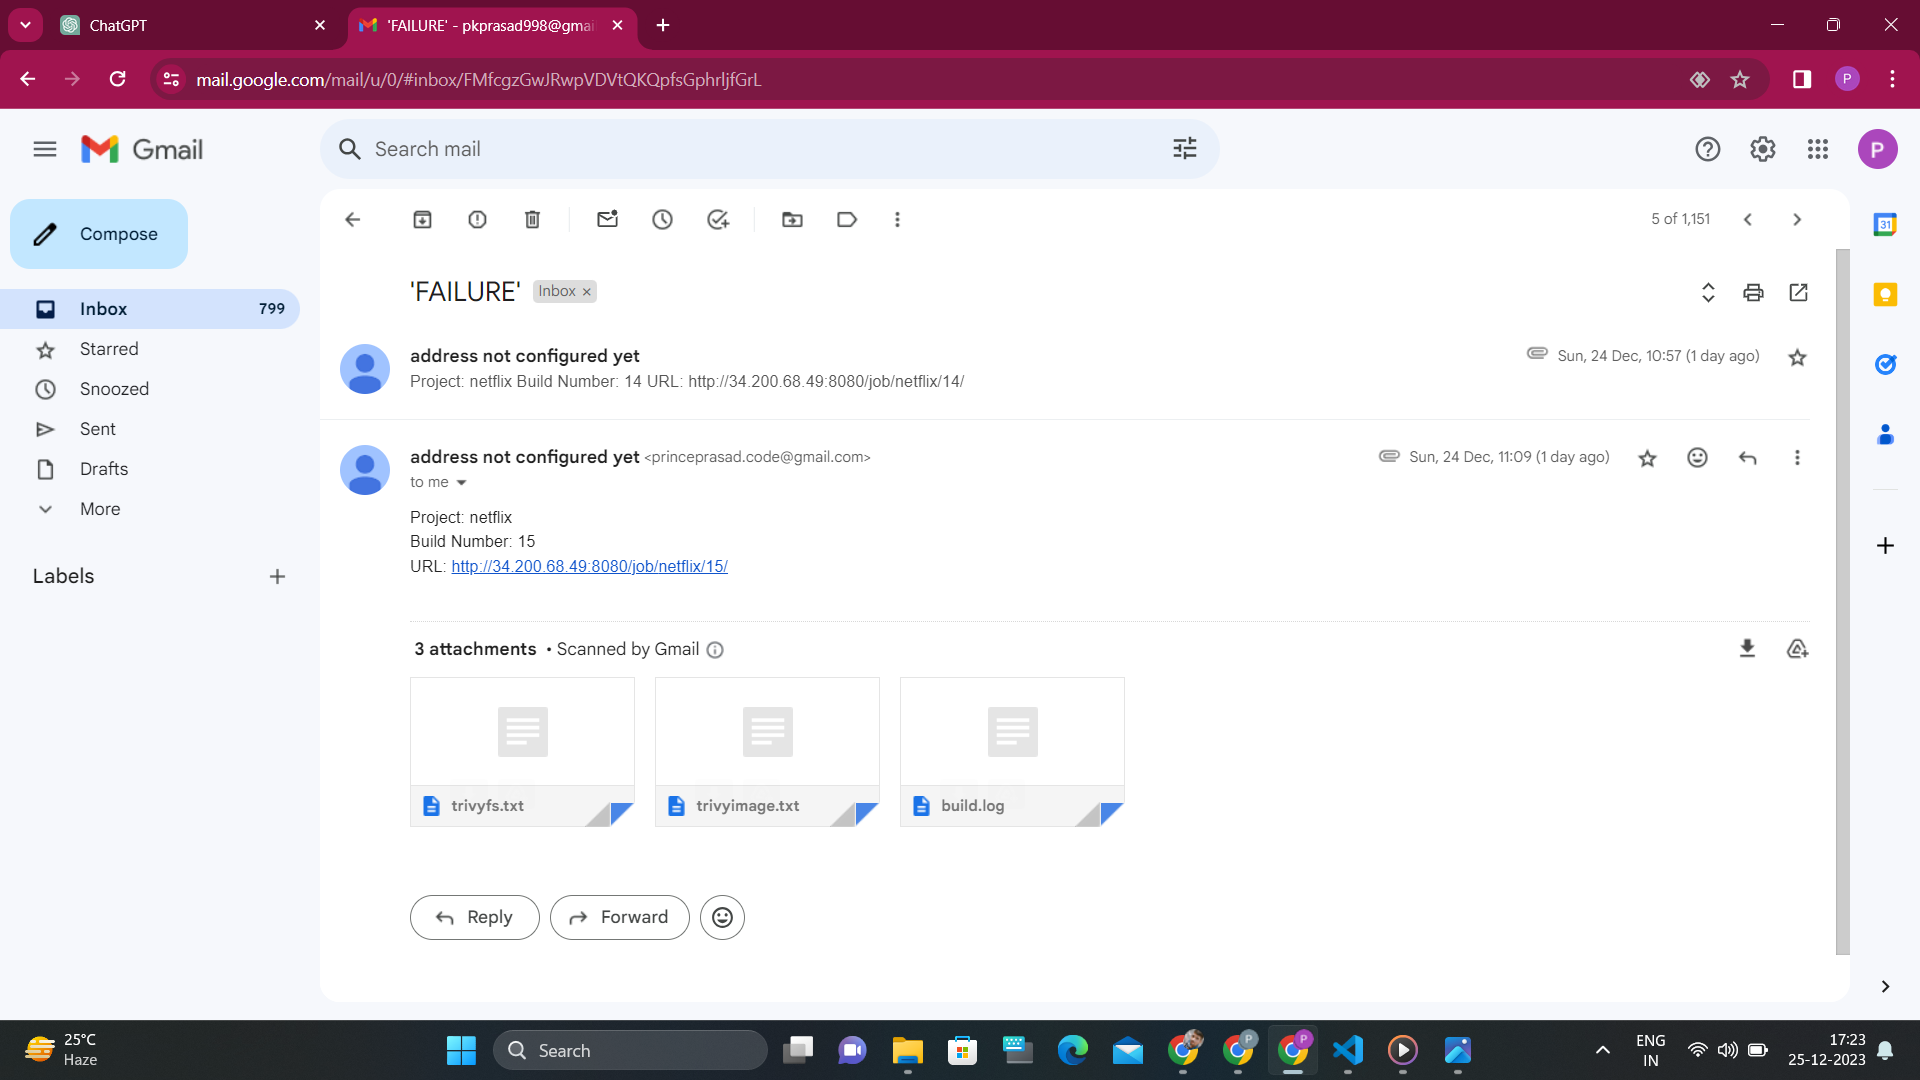 ChatGPT
'FAILURE' - pkprasad998@gmai
mail.google.com/mail/u/0/#inbox/FMfcgzGwJRwpVDVtQKQpfsGphrljfGrL
P
Gmail
Search mail
P
Compose
5 of 1,151
31
'FAILURE' Inbox ×
Inbox 799
Starred
Snoozed
Sent
Drafts
More
Labels
address not configured yet
Sun, 24 Dec, 10:57 (1 day ago)
Project: netflix Build Number: 14 URL: http://34.200.68.49:8080/job/netflix/14/
address not configured yet <princeprasad.code@gmail.com>
Sun, 24 Dec, 11:09 (1 day ago)
to me
Project: netflix
Build Number: 15
URL: http://34.200.68.49:8080/job/netflix/15/
3 attachments • Scanned by Gmail
trivyfs.txt
trivyimage.txt
build.log
Reply
Forward
25°C
Haze
Search
P
P
ENG
IN
17:23
25-12-2023